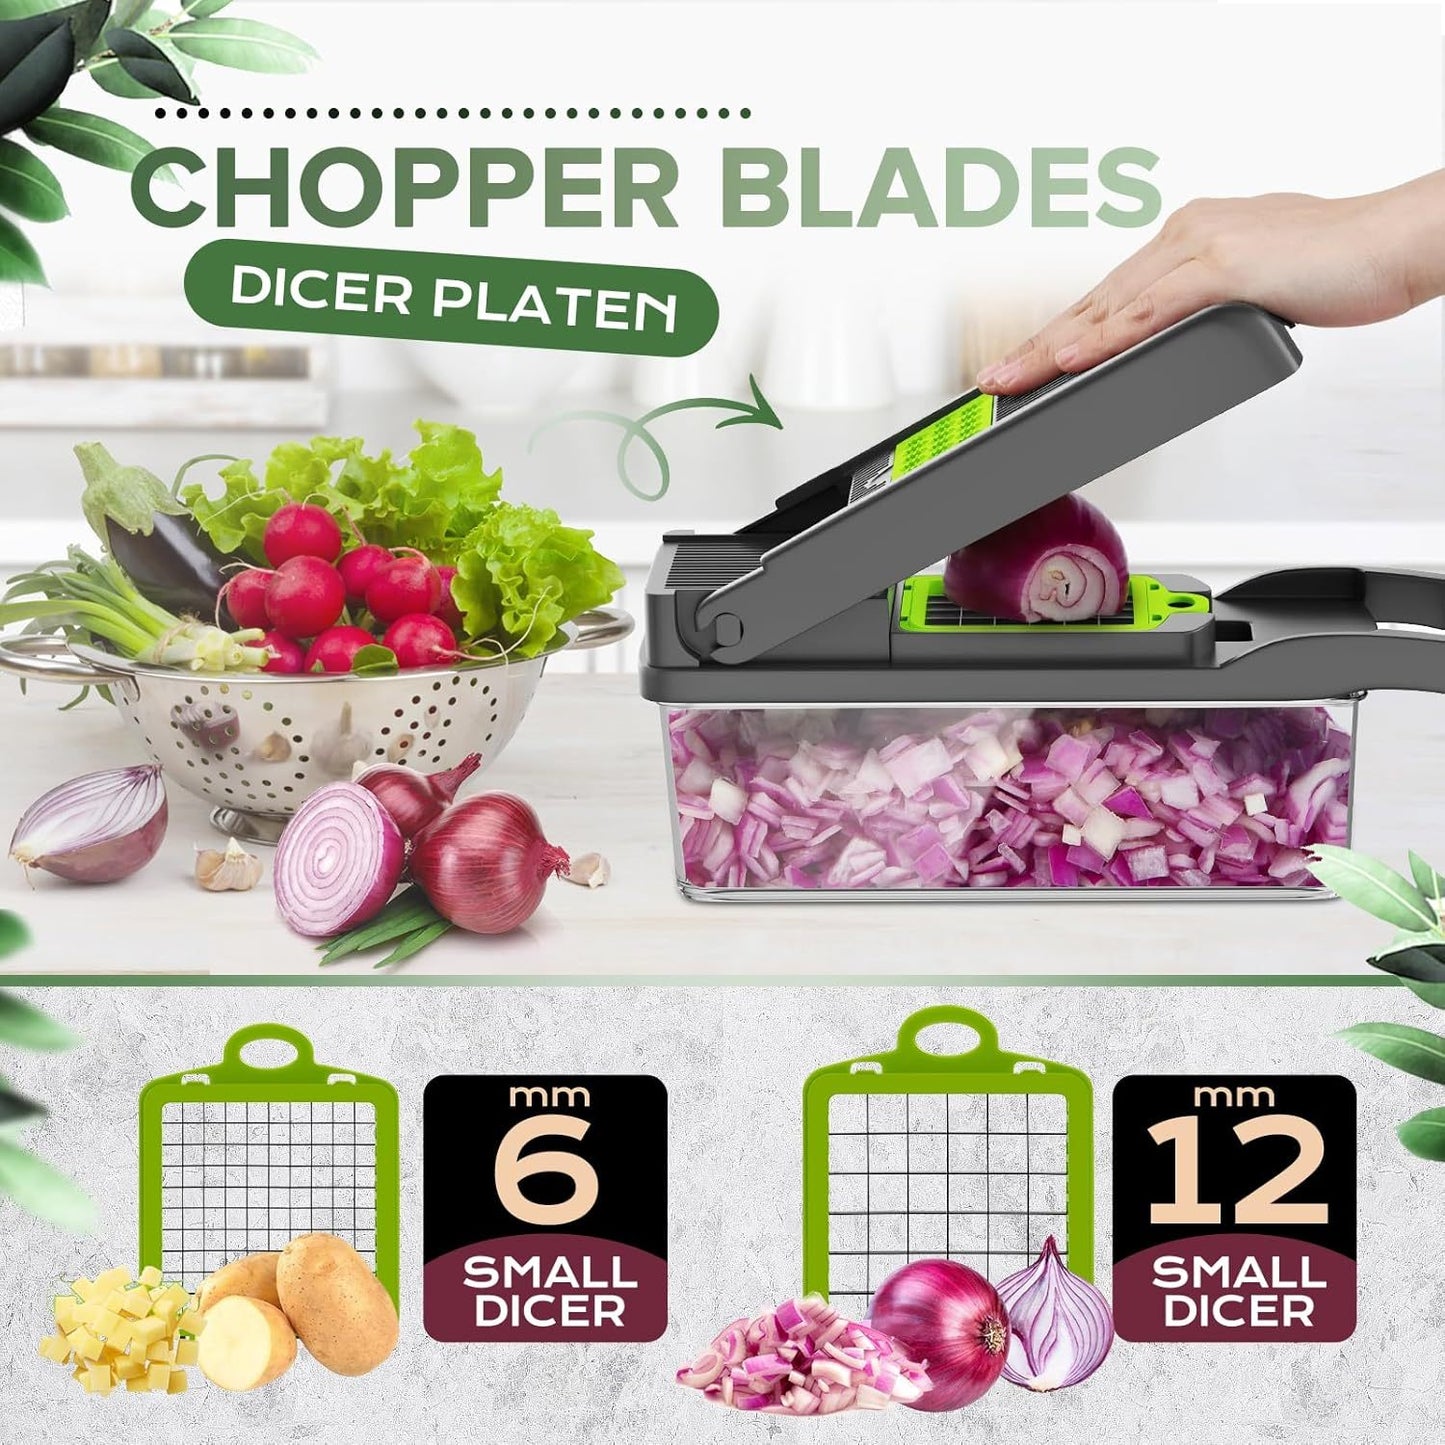 CHOPPER BLADES
DICER PLATEN
mm
6
SMALL
DICER
mm
12
SMALL
DICER